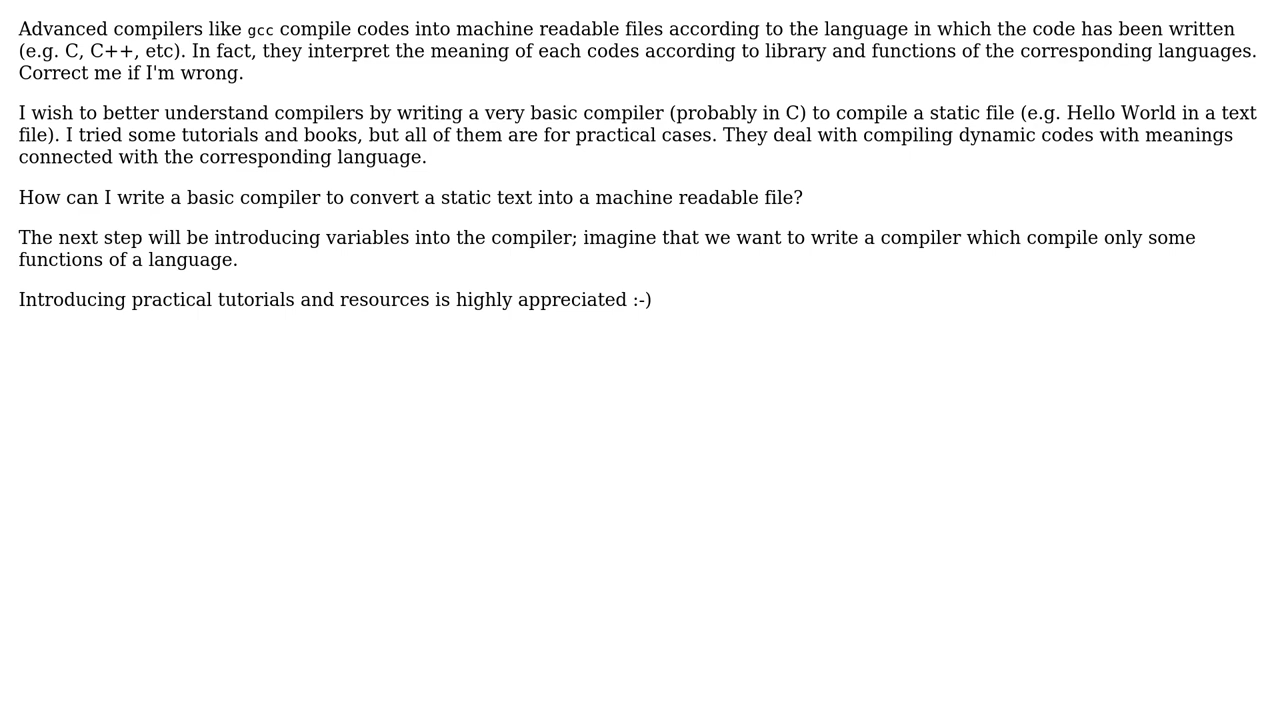 Advanced compilers like gcc compile codes into machine readable files according to the language in which the code has been written
(e.g. C, C++, etc). In fact, they interpret the meaning of each codes according to library and functions of the corresponding languages.
Correct me if I'm wrong.
I wish to better understand compilers by writing a very basic compiler (probably in C) to compile a static file (e.g. Hello World in a text
file). I tried some tutorials and books, but all of them are for practical cases. They deal with compiling dynamic codes with meanings
connected with the corresponding language.
How can I write a basic compiler to convert a static text into a machine readable file?
The next step will be introducing variables into the compiler; imagine that we want to write a compiler which compile only some
functions of a language.
Introducing practical tutorials and resources is highly appreciated :-)